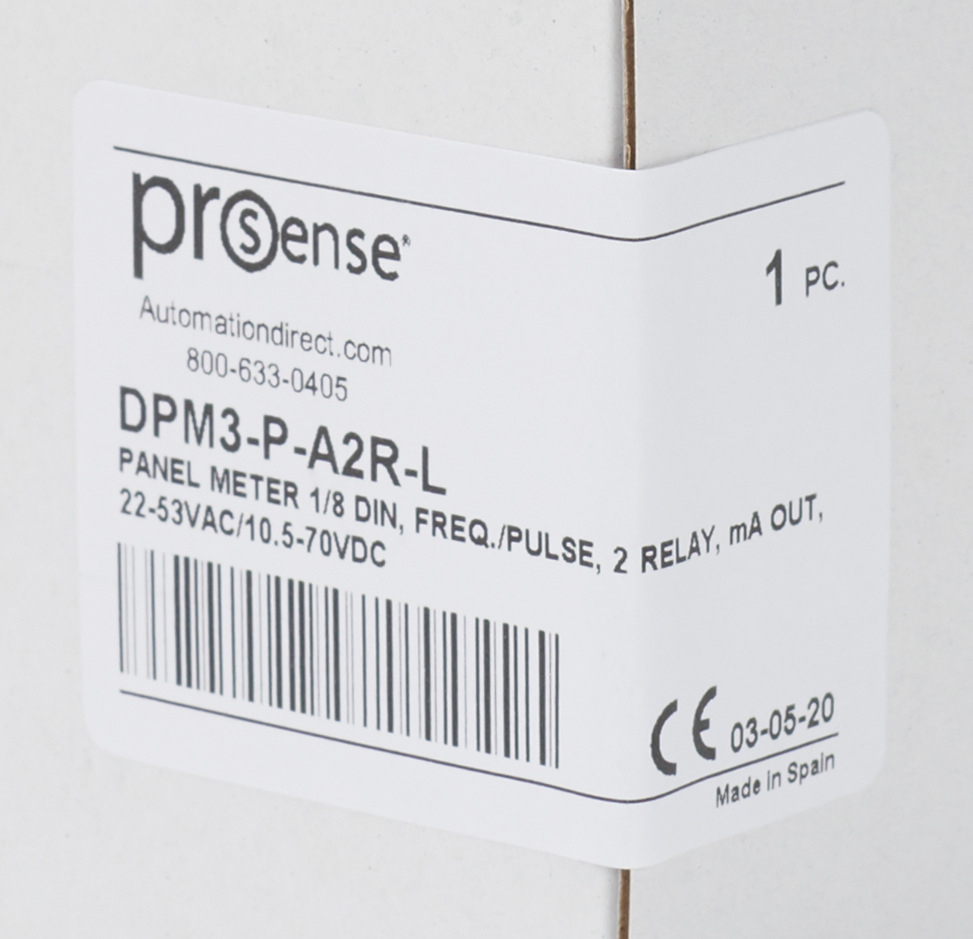 prosense®
1 PC.
Automationdirect.com
800-633-0405
DPM3-P-A2R-L
PANEL METER 1/8 DIN, FREQ./PULSE, 2 RELAY, mA OUT,
22-53VAC/10.5-70VDC
CE 03-05-20
Made in Spain